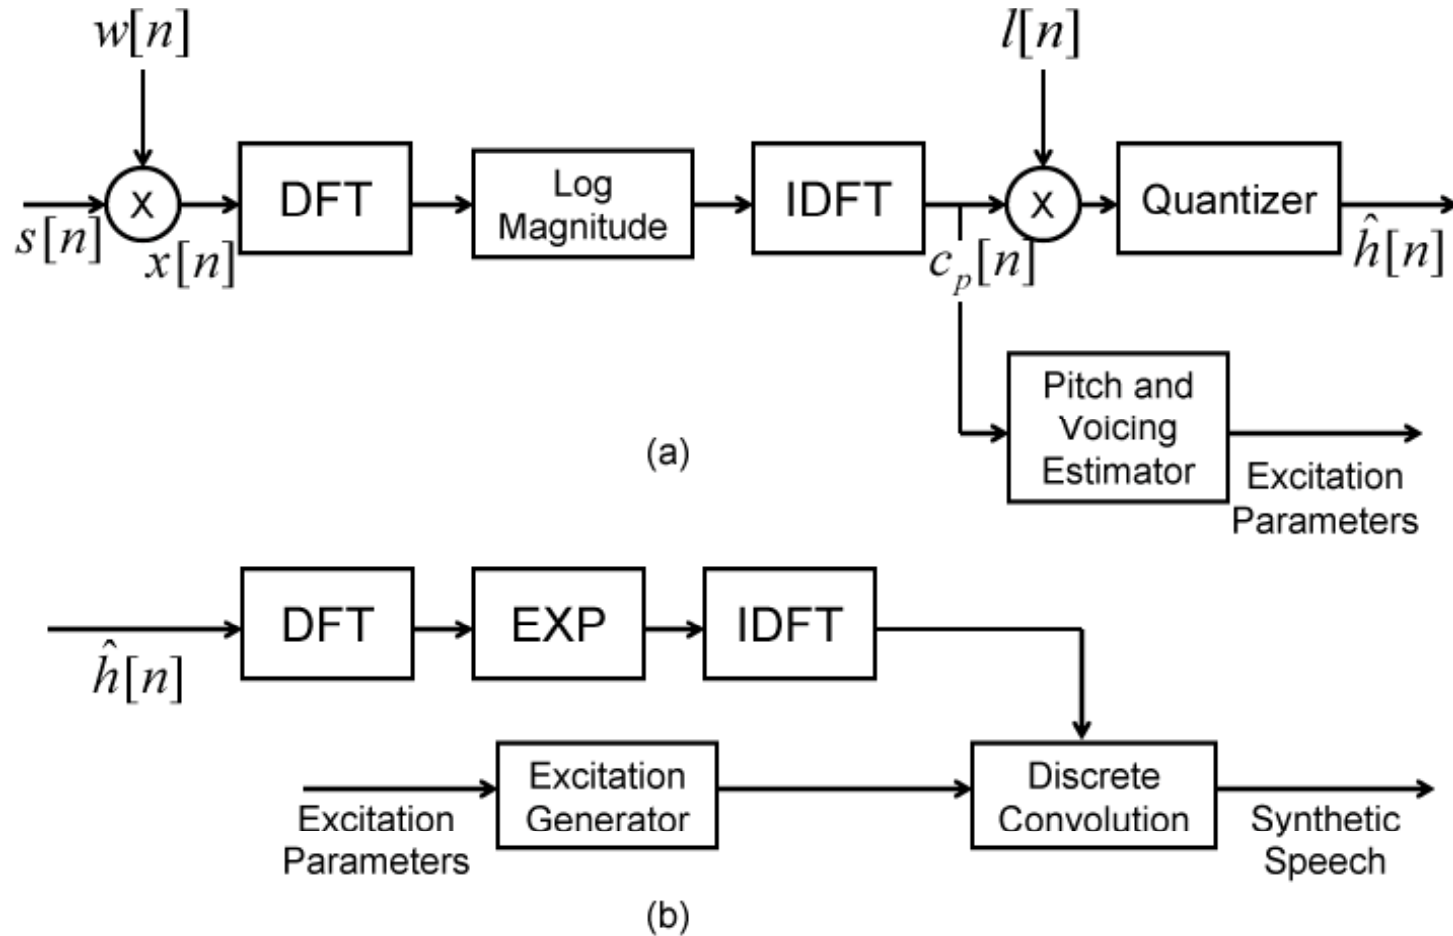 w[n]
l[n]
s[n]
X
x[n]
DFT
Log
Magnitude
IDFT
c_p[n]
X
Quantizer
ĥ[n]
Pitch and
Voicing
Estimator
Excitation
Parameters
(a)
ĥ[n]
DFT
EXP
IDFT
Excitation
Parameters
Excitation
Generator
Discrete
Convolution
Synthetic
Speech
(b)